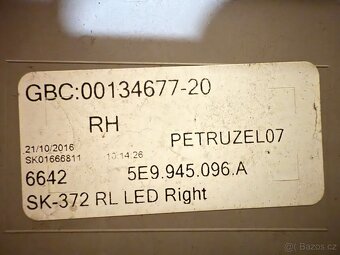 GBC:00134677-20
RH
PETRUZEL07
21/10/2016
SK01666811 10:14:26
6642 5E9.945.096.A
SK-372 RL LED Right
Bazoš.cz